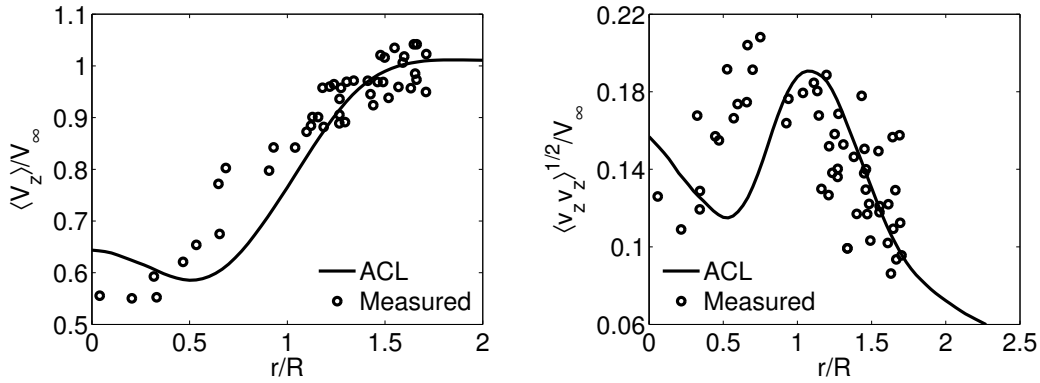 1.1
1
0.9
0.8
0.7
0.6
0.5
⟨V_z⟩/V_∞
0
0.5
1
1.5
2
r/R
ACL
Measured
0.22
0.18
0.14
0.1
0.06
⟨v_z v_z⟩^{1/2}/V_∞
0
0.5
1
1.5
2
2.5
r/R
ACL
Measured